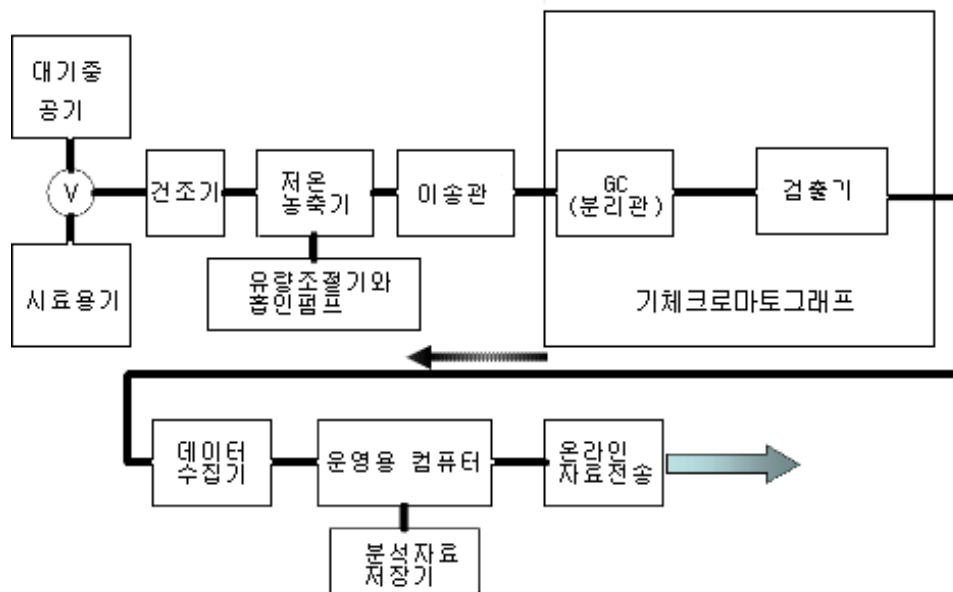 대기중
공기
V
시료용기
건조기
저온
농축기
유량조절기와
흡인펌프
이송관
GC
(분리관)
검출기
기체크로마토그래프
데이터
수집기
운영용 컴퓨터
분석자료
저장기
온라인
자료전송